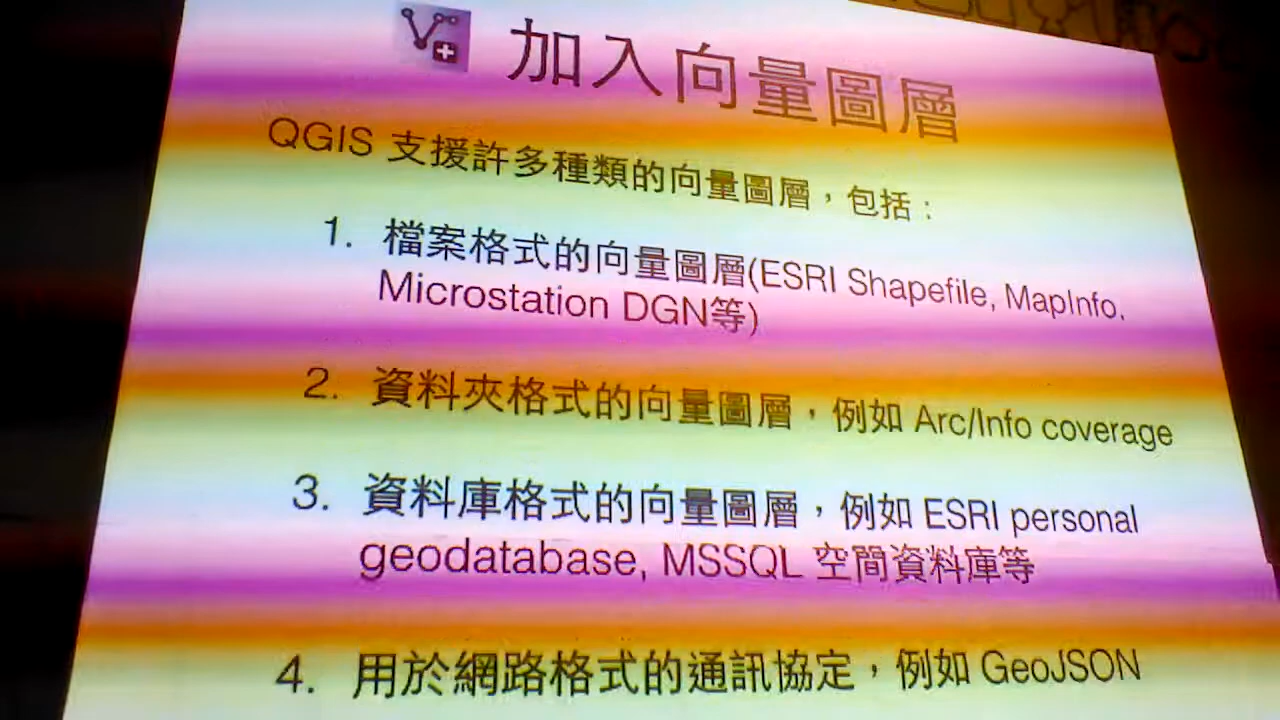 加入向量圖層
QGIS 支援許多種類的向量圖層，包括：
1. 檔案格式的向量圖層(ESRI Shapefile, MapInfo,
Microstation DGN等)
2. 資料夾格式的向量圖層，例如 Arc/Info coverage
3. 資料庫格式的向量圖層，例如 ESRI personal
geodatabase, MSSQL 空間資料庫等
4. 用於網路格式的通訊協定，例如 GeoJSON